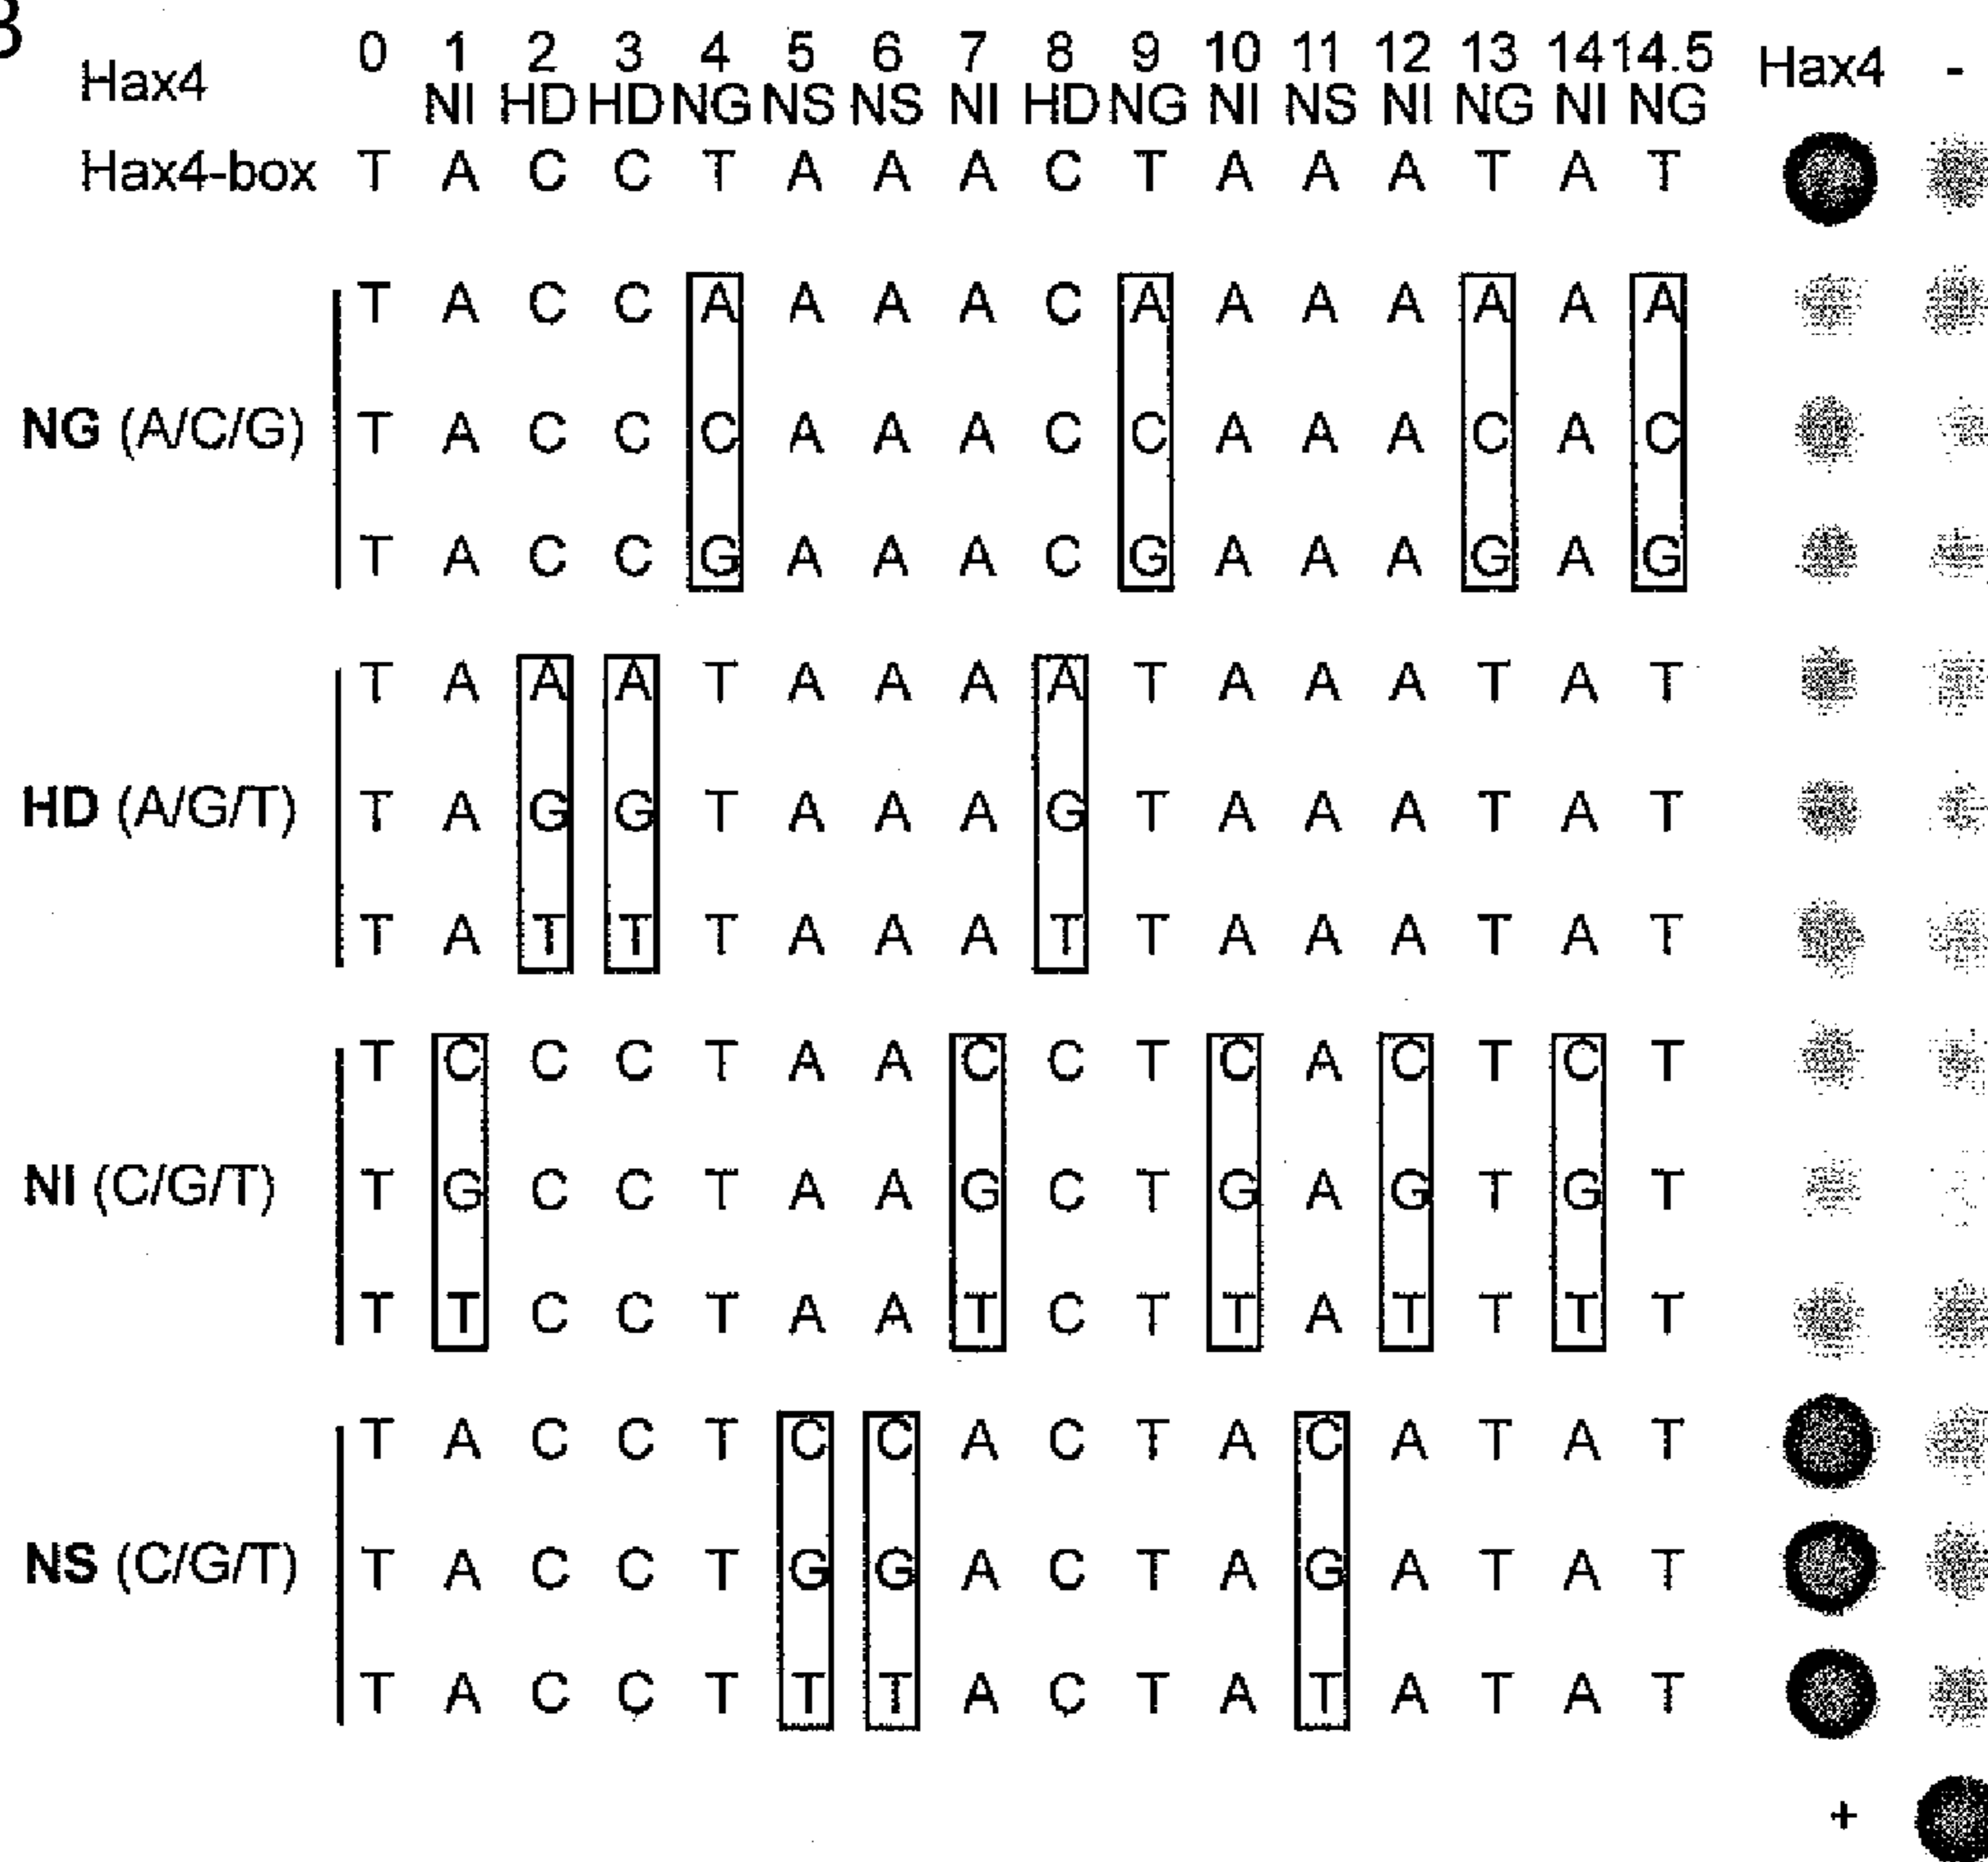 B
0 1 2 3 4 5 6 7 8 9 10 11 12 13 14 14.5 Hax4 -
Hax4 NI HD HD NG NS NS NI HD NG NI NS NI NG NI NG
Hax4-box T A C C T A A A C T A A A T A T
T A C C A A A A C A A A A A A A
NG (A/C/G) T A C C C A A A C C A A A C A C
T A C C G A A A C G A A A G A G
T A A A T A A A A T A A A T A T
HD (A/G/T) T A G G T A A A G T A A A T A T
T A T T T A A A T T A A A T A T
T C C C T A A C C T C A C T C T
NI (C/G/T) T G C C T A A G C T G A G T G T
T T C C T A A T C T T A T T T T
T A C C T C C A C T A C A T A T
NS (C/G/T) T A C C T G G A C T A G A T A T
T A C C T T T A C T A T A T A T
+